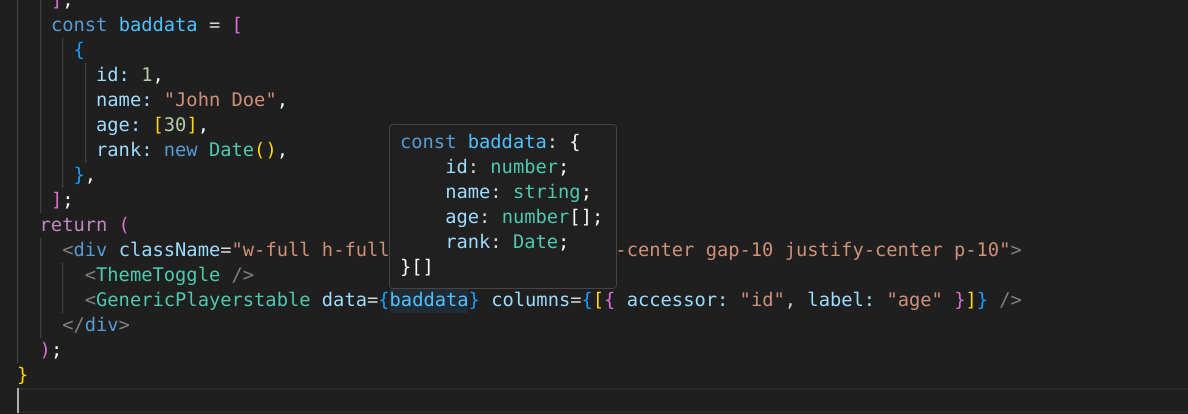 ],
const baddata = [
{
id: 1,
name: "John Doe",
age: [30],
rank: new Date(),
},
];
return (
<div className="w-full h-full -center gap-10 justify-center p-10">
<ThemeToggle />
<GenericPlayerstable data={baddata} columns={[{ accessor: "id", label: "age" }]} />
</div>
);
}
const baddata: {
id: number;
name: string;
age: number[];
rank: Date;
}[]